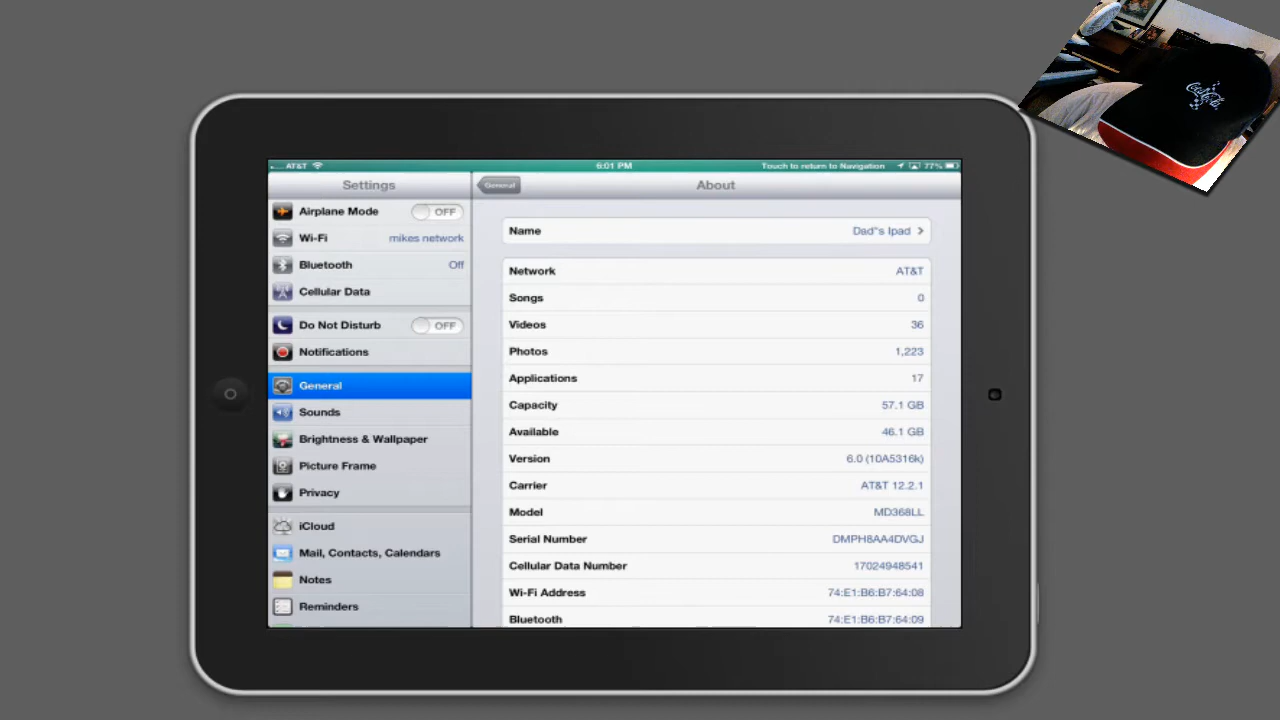 AT&T 6:01 PM Touch to return to Navigation 77%
Settings
Airplane Mode OFF
Wi-Fi mikes network
Bluetooth Off
Cellular Data
Do Not Disturb OFF
Notifications
General
Sounds
Brightness & Wallpaper
Picture Frame
Privacy
iCloud
Mail, Contacts, Calendars
Notes
Reminders
General About
Name Dad"s Ipad
Network AT&T
Songs 0
Videos 36
Photos 1,223
Applications 17
Capacity 57.1 GB
Available 46.1 GB
Version 6.0 (10A5316k)
Carrier AT&T 12.2.1
Model MD368LL
Serial Number DMPH8AA4DVGJ
Cellular Data Number 17024948541
Wi-Fi Address 74:E1:B6:B7:64:08
Bluetooth 74:E1:B6:B7:64:09
Coca-Cola